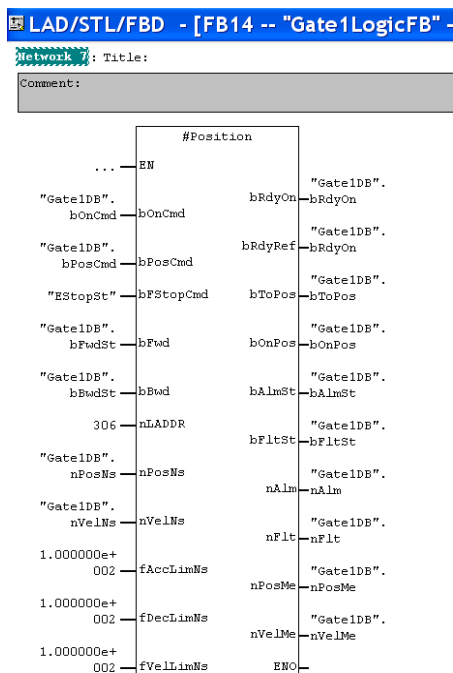 LAD/STL/FBD - [FB14 -- "Gate1LogicFB" -
Network 7: Title:
Comment:
#Position
... EN
"Gate1DB".
bRdyOn bRdyOn
"Gate1DB".
bOnCmd bOnCmd
"Gate1DB".
bRdyRef bRdyOn
"Gate1DB".
bPosCmd bPosCmd
"Gate1DB".
"EStopSt" bFStopCmd bToPos bToPos
"Gate1DB".
bFwdSt bFwd
"Gate1DB".
bOnPos bOnPos
"Gate1DB".
bBwdSt bBwd
"Gate1DB".
bAlmSt bAlmSt
306 nLADDR
"Gate1DB".
bFltSt bFltSt
"Gate1DB".
nPosNs nPosNs
"Gate1DB".
nAlm nAlm
"Gate1DB".
nVelNs nVelNs
"Gate1DB".
nFlt nFlt
1.000000e+
002 fAccLimNs
"Gate1DB".
nPosMe nPosMe
1.000000e+
002 fDecLimNs
"Gate1DB".
nVelMe nVelMe
1.000000e+
002 fVelLimNs ENO